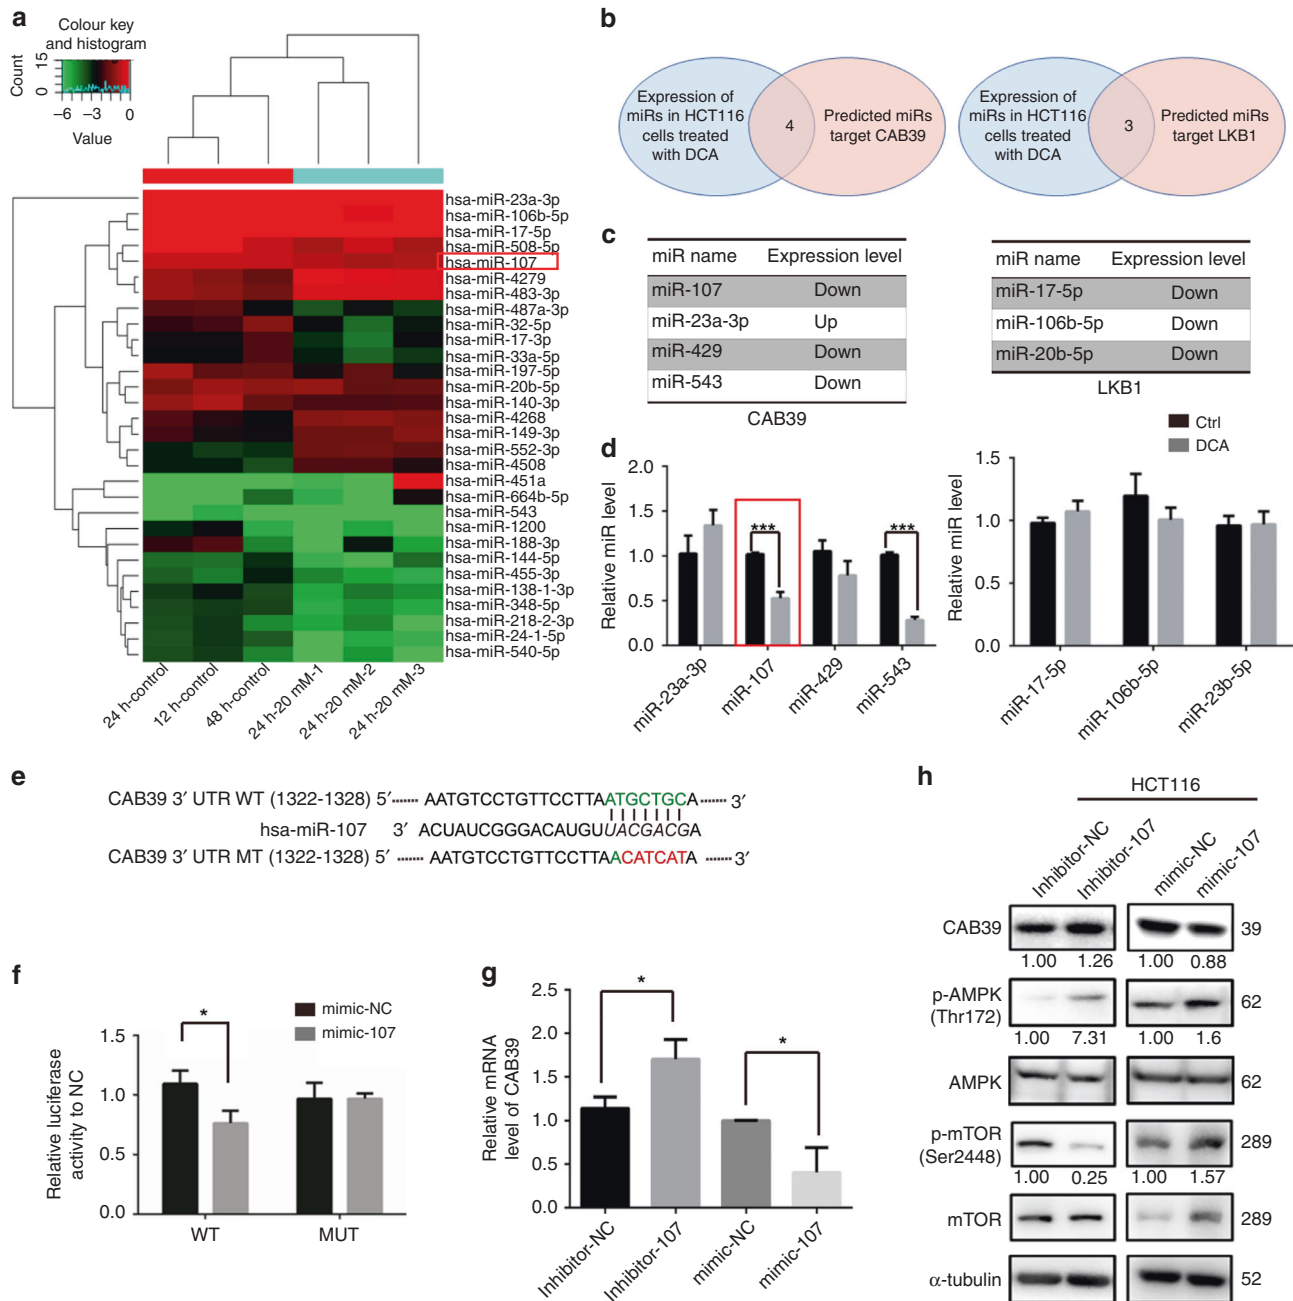 a
Colour key
and histogram
Count
15
0
−6 −3 0
Value
hsa-miR-23a-3p
hsa-miR-106b-5p
hsa-miR-17-5p
hsa-miR-508-5p
hsa-miR-107
hsa-miR-4279
hsa-miR-483-3p
hsa-miR-487a-3p
hsa-miR-32-5p
hsa-miR-17-3p
hsa-miR-33a-5p
hsa-miR-197-5p
hsa-miR-20b-5p
hsa-miR-140-3p
hsa-miR-4268
hsa-miR-149-3p
hsa-miR-552-3p
hsa-miR-4508
hsa-miR-451a
hsa-miR-664b-5p
hsa-miR-543
hsa-miR-1200
hsa-miR-188-3p
hsa-miR-144-5p
hsa-miR-455-3p
hsa-miR-138-1-3p
hsa-miR-348-5p
hsa-miR-218-2-3p
hsa-miR-24-1-5p
hsa-miR-540-5p
24 h-control
12 h-control
48 h-control
24 h-20 mM-1
24 h-20 mM-2
24 h-20 mM-3
b
Expression of
miRs in HCT116
cells treated
with DCA
4
Predicted miRs
target CAB39
Expression of
miRs in HCT116
cells treated
with DCA
3
Predicted miRs
target LKB1
c
miR name Expression level
miR-107 Down
miR-23a-3p Up
miR-429 Down
miR-543 Down
CAB39
miR name Expression level
miR-17-5p Down
miR-106b-5p Down
miR-20b-5p Down
LKB1
d
Relative miR level
2.0
1.5
1.0
0.5
0.0
***
***
miR-23a-3p
miR-107
miR-429
miR-543
Ctrl
DCA
Relative miR level
1.5
1.0
0.5
0.0
miR-17-5p
miR-106b-5p
miR-23b-5p
e
CAB39 3′ UTR WT (1322-1328) 5′ ······ AATGTCCTGTTCCTTAATGCTGCA ······ 3′
hsa-miR-107 3′ ACUAUCGGGACAUGUUACGACGA
CAB39 3′ UTR MT (1322-1328) 5′ ······ AATGTCCTGTTCCTTAACATCATA ······ 3′
f
mimic-NC
mimic-107
Relative luciferase
activity to NC
1.5
1.0
0.5
0.0
*
WT MUT
g
Relative mRNA
level of CAB39
2.5
2.0
1.5
1.0
0.5
0.0
*
*
Inhibitor-NC
Inhibitor-107
mimic-NC
mimic-107
h
HCT116
Inhibitor-NC
Inhibitor-107
mimic-NC
mimic-107
CAB39 39
1.00 1.26 1.00 0.88
p-AMPK
(Thr172)
62
1.00 7.31 1.00 1.6
AMPK 62
p-mTOR
(Ser2448)
289
1.00 0.25 1.00 1.57
mTOR 289
α-tubulin 52